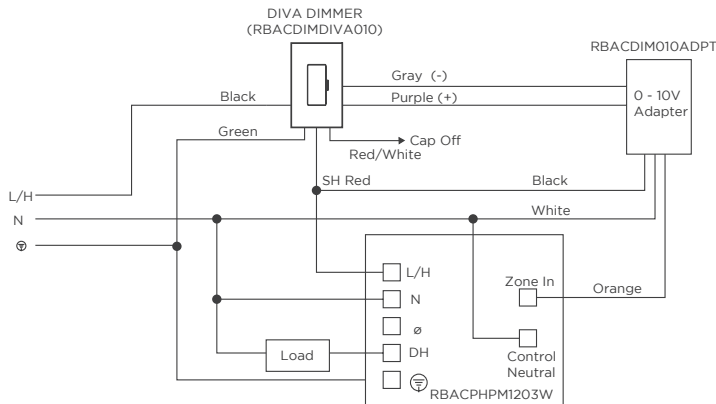 DIVA DIMMER
(RBACDIMDIVA010)
RBACDIM010ADPT
Gray (-)
Purple (+)
0 - 10V
Adapter
Black
Green
Cap Off
Red/White
SH Red
Black
L/H
N
White
L/H
Zone In
Orange
N
ø
Load
DH
Control
Neutral
RBACPHPM1203W